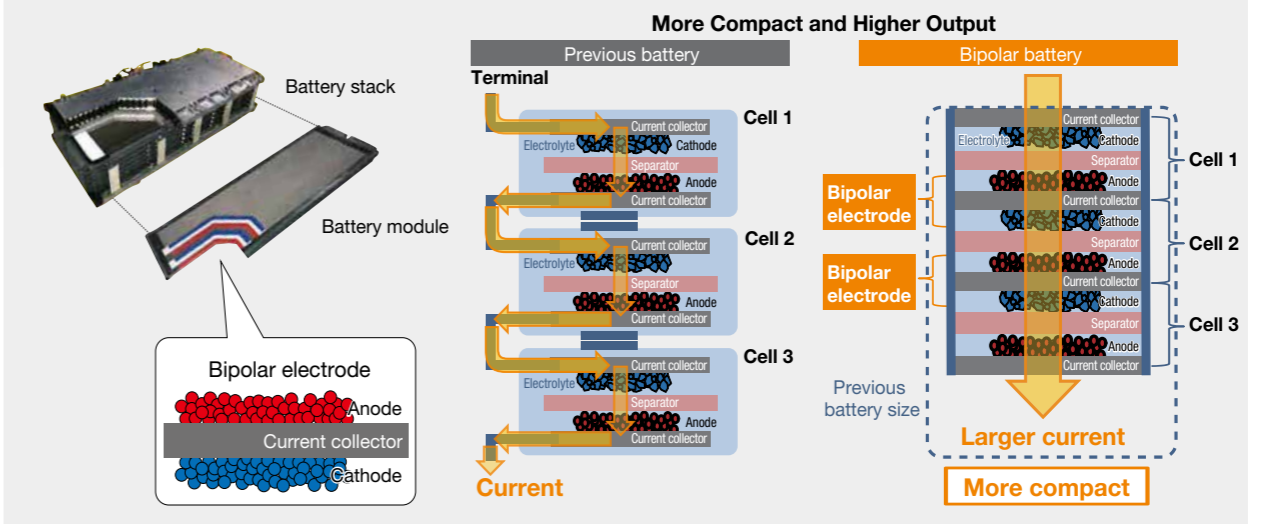 More Compact and Higher Output
Battery stack
Battery module
Bipolar electrode
Anode
Current collector
Cathode
Previous battery
Terminal
Cell 1
Current collector
Electrolyte
Cathode
Separator
Anode
Current collector
Cell 2
Current collector
Electrolyte
Separator
Anode
Current collector
Cell 3
Current collector
Electrolyte
Separator
Anode
Current collector
Current
Bipolar battery
Current collector
Electrolyte
Cathode
Separator
Cell 1
Anode
Bipolar
electrode
Current collector
Cathode
Separator
Cell 2
Anode
Bipolar
electrode
Current collector
Cathode
Separator
Cell 3
Anode
Current collector
Previous
battery size
Larger current
More compact